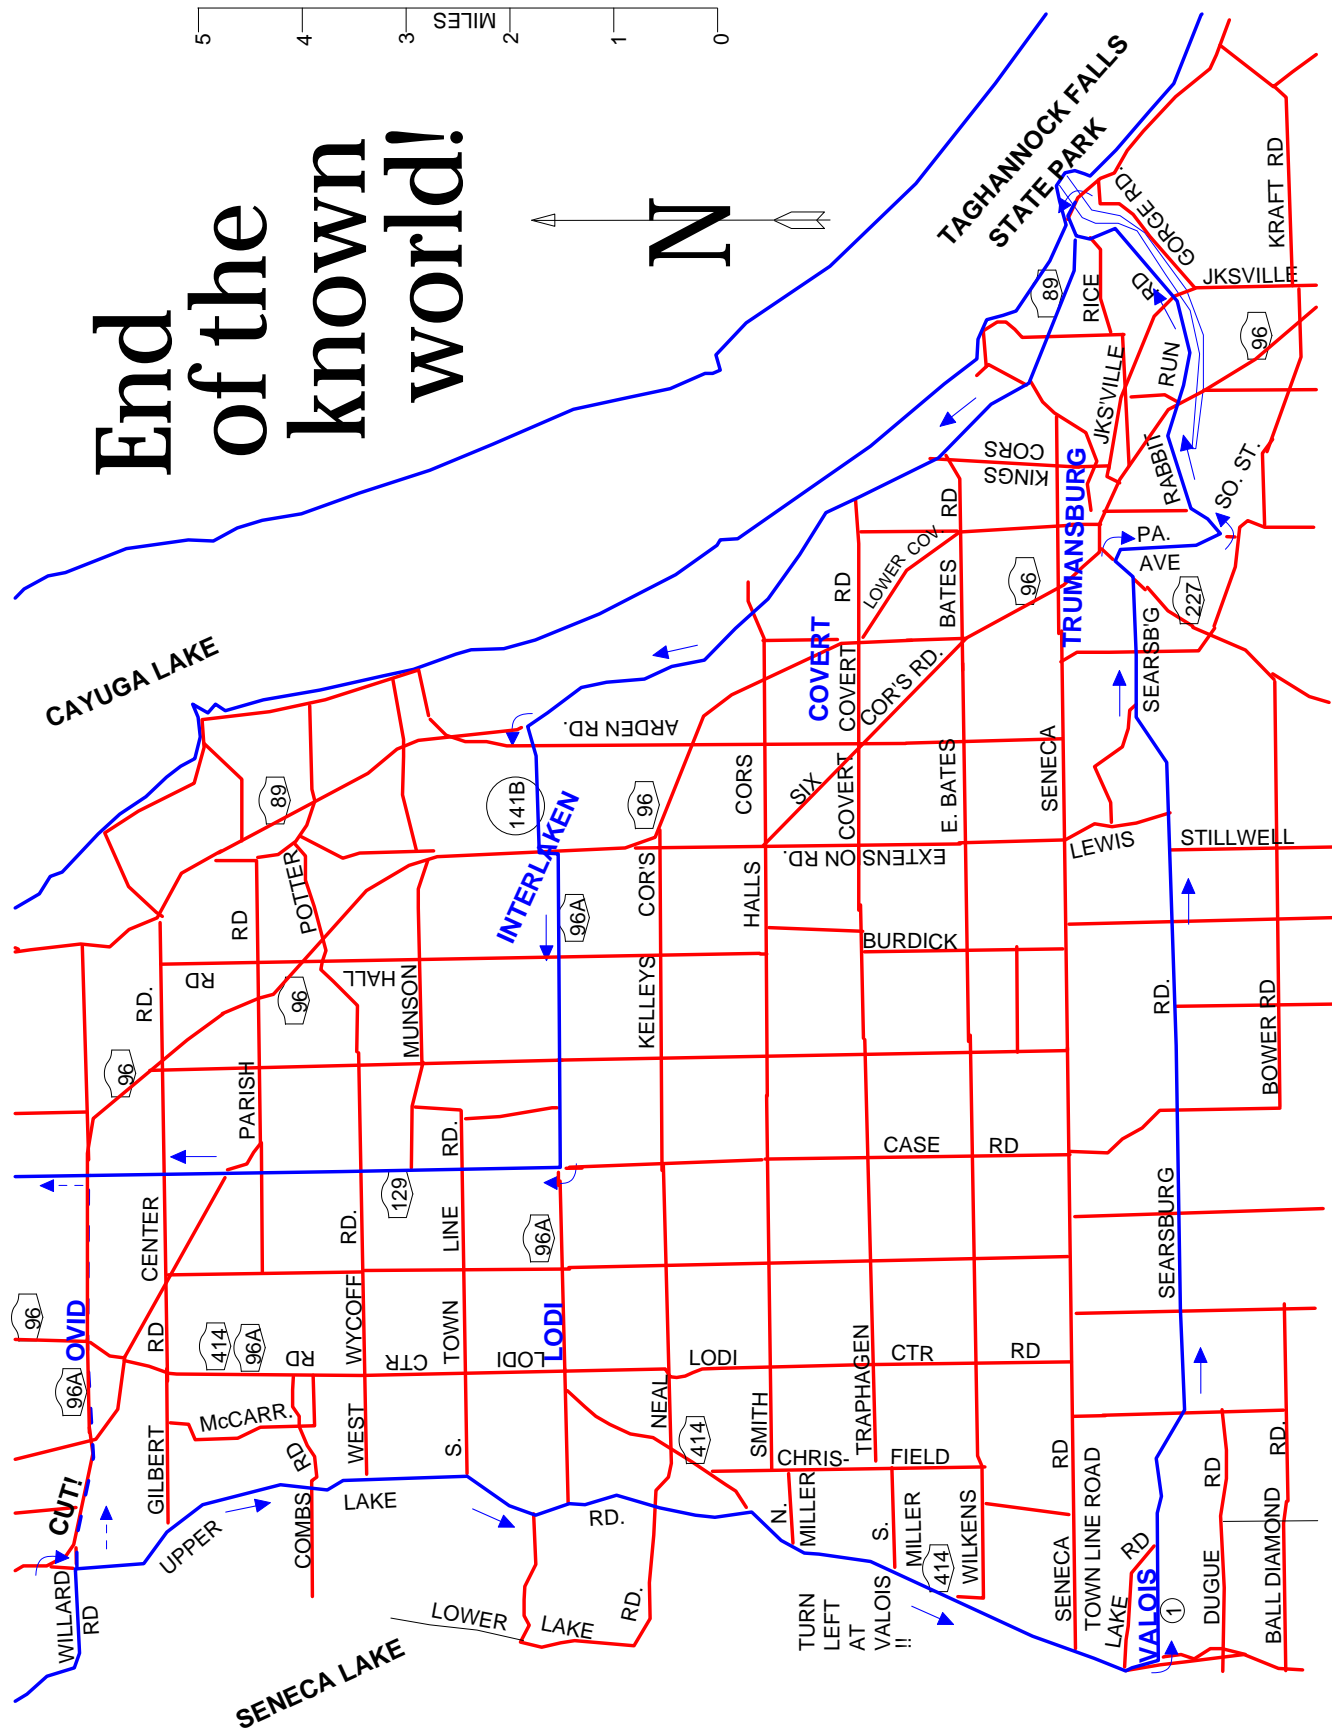 End
of the
known
world!
5
4
3
2
1
0
MILES
N
TAGHANNOCK FALLS
STATE PARK
CAYUGA LAKE
SENECA LAKE
GORGE RD.
KRAFT RD
JKSVILLE
89
RICE
RD
RUN
RABBIT
96
JKS'VILLE
KINGS
CORS
TRUMANSBURG
SO. ST.
PA.
AVE
227
SEARSB'G
96
BATES
RD
LOWER COV.
RD
COVERT
COVERT
COR'S RD.
SIX
COVERT
E. BATES
SENECA
ARDEN RD.
CORS
HALLS
EXTENSION RD.
LEWIS
STILLWELL
141B
INTERLAKEN
96
96A
CORS
KELLEYS
BURDICK
89
POTTER
RD
HALL
RD
MUNSON
96
96
RD.
PARISH
RD.
BOWER RD
CASE
RD
RD.
LINE
TOWN
S.
129
96A
LODI
CENTER
RD
GILBERT
RD.
WYCOFF
WEST
96
OVID
96A
414
96A
LODI
CTR
RD
LODI
CTR
RD
McCARR.
COMBS
RD
NEAL
414
SMITH
TRAPHAGEN
CHRIS-
FIELD
N.
MILLER
S.
MILLER
WILKENS
414
SEARSBURG
SENECA
RD
TOWN LINE ROAD
LAKE
RD
VALOIS
1
DUGUE
RD
BALL DIAMOND
RD.
CUT!
WILLARD
RD
UPPER
LAKE
RD.
LOWER
LAKE
RD.
TURN
LEFT
AT
VALOIS
!!!